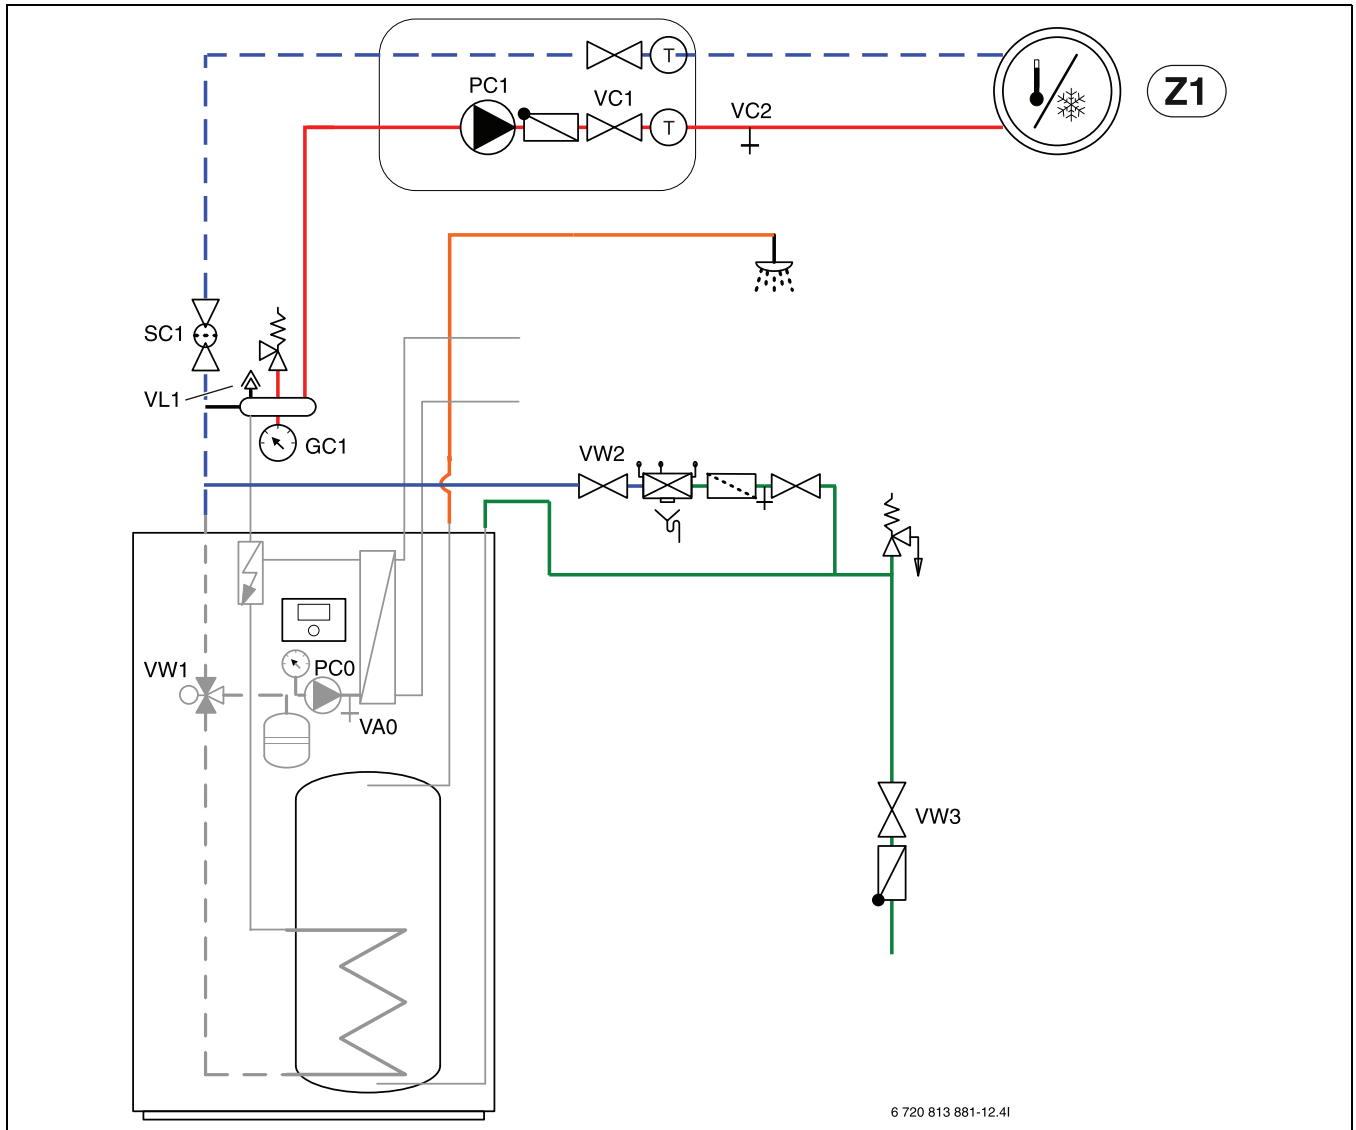 T
PC1
VC1
T
VC2
Z1
SC1
VL1
GC1
VW2
VW1
PC0
VA0
VW3
6 720 813 881-12.4I